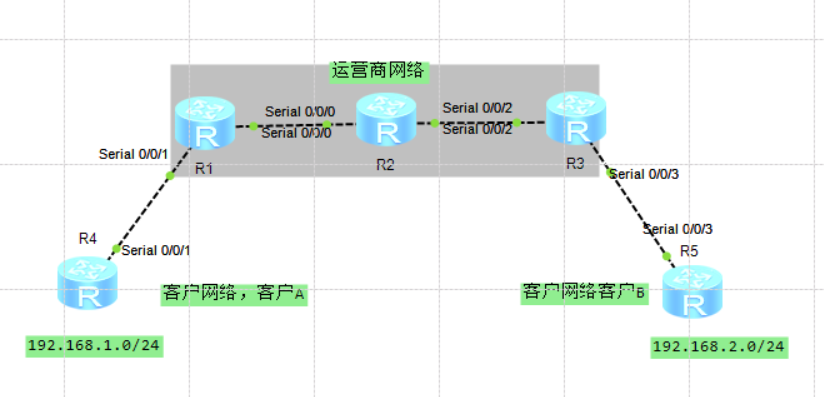 运营商网络
Serial 0/0/0
Serial 0/0/0
Serial 0/0/2
Serial 0/0/2
R
R1
R
R2
R
R3
Serial 0/0/1
Serial 0/0/3
R4
Serial 0/0/1
Serial 0/0/3
R5
R
R
客户网络，客户A
客户网络客户B
192.168.1.0/24
192.168.2.0/24